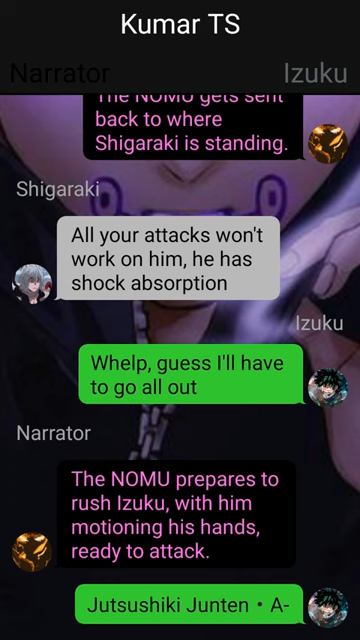 Kumar TS
Narrator
Izuku
The NOMU gets sent
back to where
Shigaraki is standing.
Shigaraki
All your attacks won't
work on him, he has
shock absorption
Izuku
Whelp, guess I'll have
to go all out
Narrator
The NOMU prepares to
rush Izuku, with him
motioning his hands,
ready to attack.
Jutsushiki Junten • A-